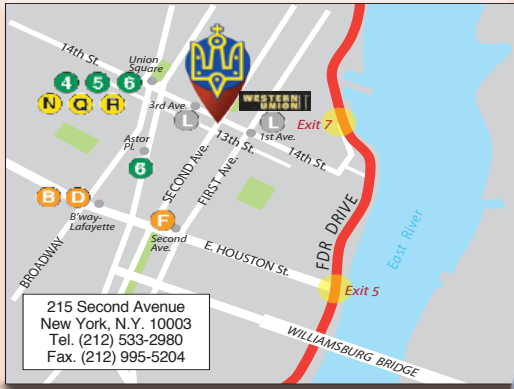 14th St.
Union
Square
4 5 6
N Q R
3rd Ave.
L
WESTERN
UNION
L
1st Ave.
Exit 7
13th St.
14th St.
Astor
Pl.
6
SECOND Ave.
FIRST Ave.
B D
B'way-
Lafayette
F
Second
Ave.
BROADWAY
E. HOUSTON St.
FDR DRIVE
East River
Exit 5
WILLIAMSBURG BRIDGE
215 Second Avenue
New York, N.Y. 10003
Tel. (212) 533-2980
Fax. (212) 995-5204